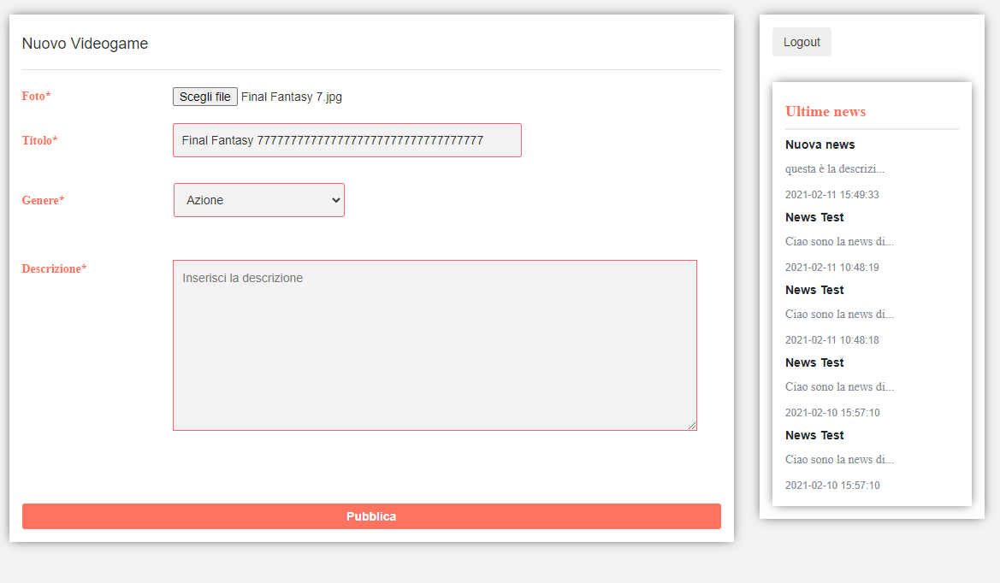 Nuovo Videogame
Foto*
Scegli file Final Fantasy 7.jpg
Titolo*
Final Fantasy 7777777777777777777777777777777777
Genere*
Azione
Descrizione*
Inserisci la descrizione
Pubblica
Logout
Ultime news
Nuova news
questa è la descrizi...
2021-02-11 15:49:33
News Test
Ciao sono la news di...
2021-02-11 10:48:19
News Test
Ciao sono la news di...
2021-02-11 10:48:18
News Test
Ciao sono la news di...
2021-02-10 15:57:10
News Test
Ciao sono la news di...
2021-02-10 15:57:10